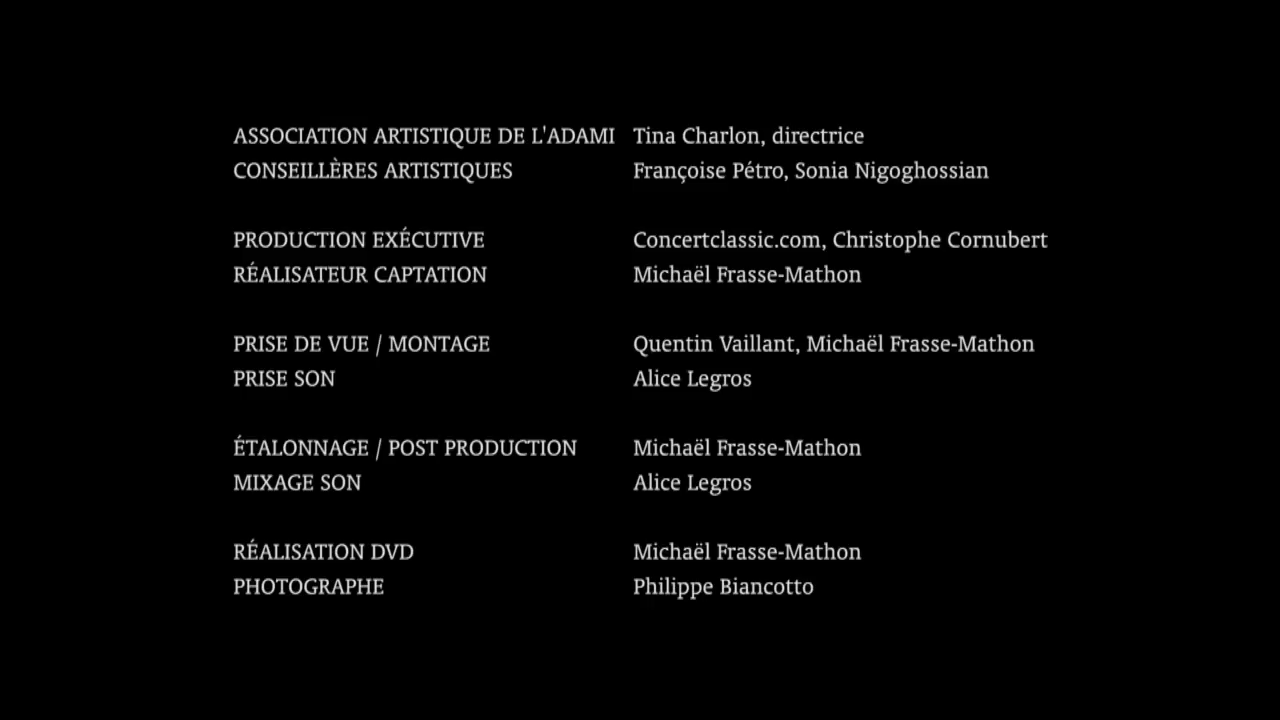 ASSOCIATION ARTISTIQUE DE L'ADAMI Tina Charlon, directrice
CONSEILLÈRES ARTISTIQUES Françoise Pétro, Sonia Nigoghossian
PRODUCTION EXÉCUTIVE Concertclassic.com, Christophe Cornubert
RÉALISATEUR CAPTATION Michaël Frasse-Mathon
PRISE DE VUE / MONTAGE Quentin Vaillant, Michaël Frasse-Mathon
PRISE SON Alice Legros
ÉTALONNAGE / POST PRODUCTION Michaël Frasse-Mathon
MIXAGE SON Alice Legros
RÉALISATION DVD Michaël Frasse-Mathon
PHOTOGRAPHE Philippe Biancotto